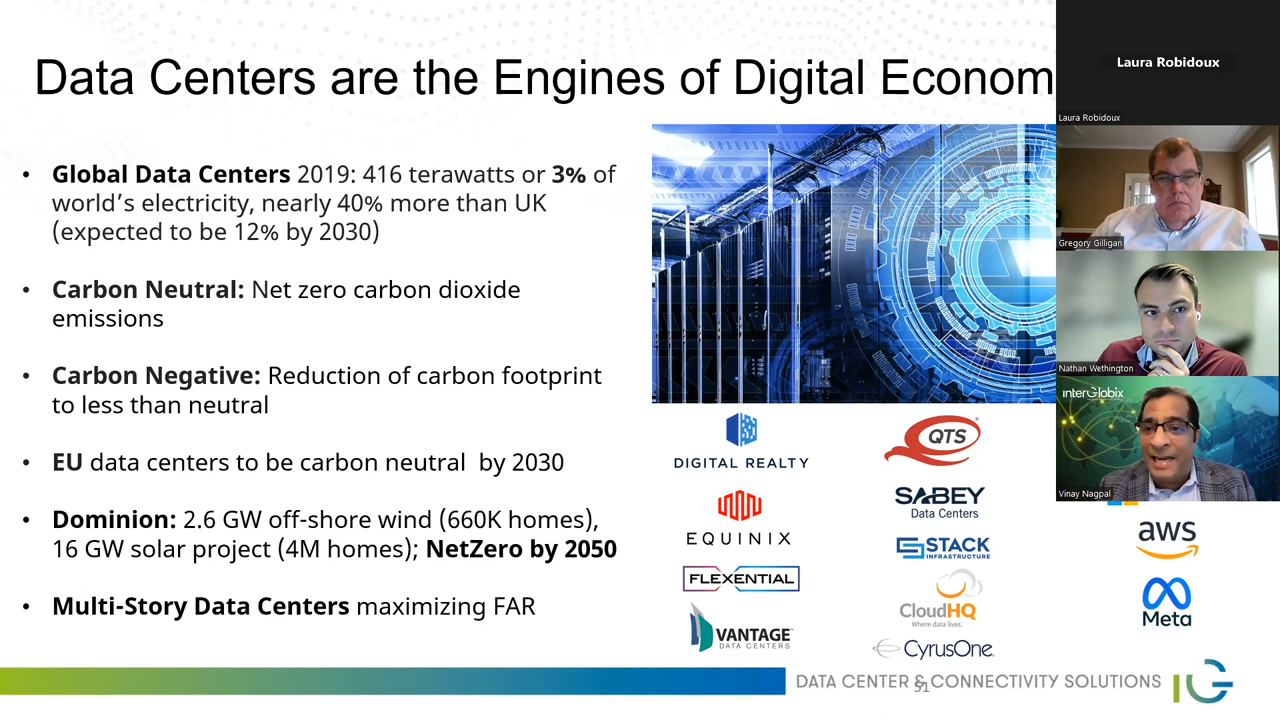 Data Centers are the Engines of Digital Econom
• Global Data Centers 2019: 416 terawatts or 3% of
world's electricity, nearly 40% more than UK
(expected to be 12% by 2030)
• Carbon Neutral: Net zero carbon dioxide
emissions
• Carbon Negative: Reduction of carbon footprint
to less than neutral
• EU data centers to be carbon neutral by 2030
• Dominion: 2.6 GW off-shore wind (660K homes),
16 GW solar project (4M homes); NetZero by 2050
• Multi-Story Data Centers maximizing FAR
DIGITAL REALTY
EQUINIX
FLEXENTIAL
VANTAGE
DATA CENTERS
QTS
SABEY
Data Centers
STACK
INFRASTRUCTURE
CloudHQ
Where data lives.
CyrusOne
aws
Meta
Laura Robidoux
Laura Robidoux
Gregory Gilligan
Nathan Wethington
interGlobix
Vinay Nagpal
DATA CENTER & CONNECTIVITY SOLUTIONS
51
IG